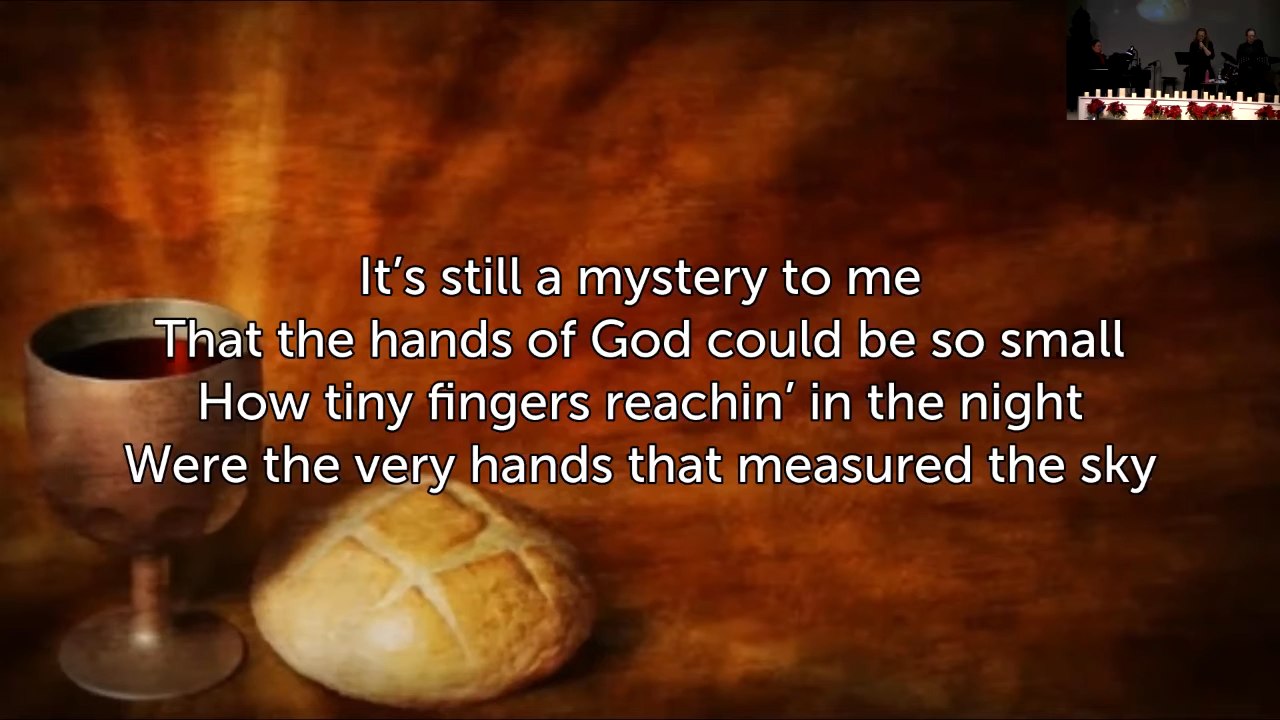 It’s still a mystery to me
That the hands of God could be so small
How tiny fingers reachin’ in the night
Were the very hands that measured the sky